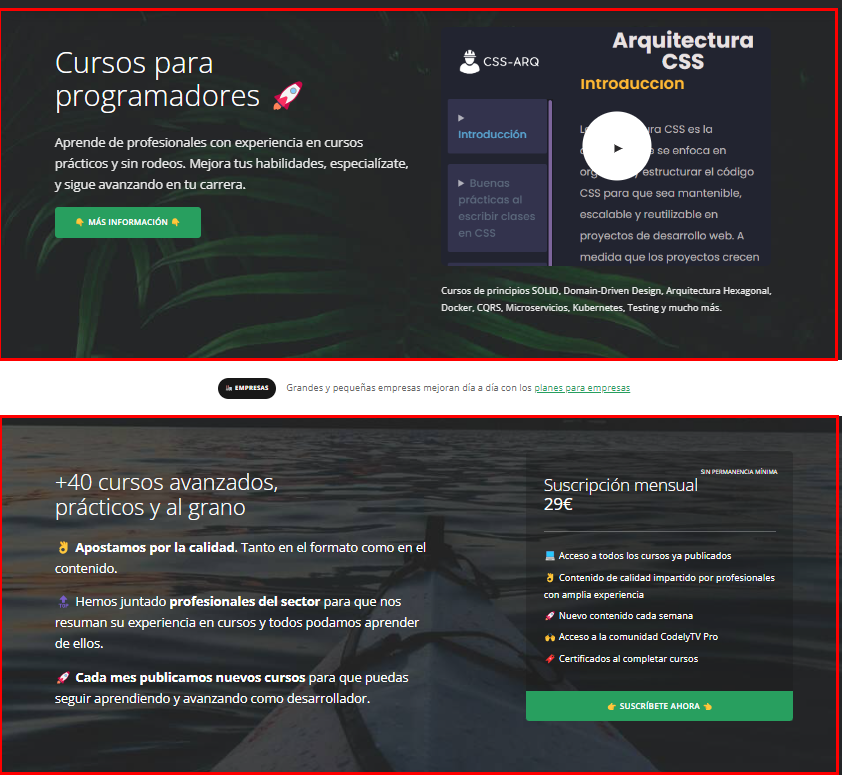 Cursos para
programadores 🚀
Aprende de profesionales con experiencia en cursos
prácticos y sin rodeos. Mejora tus habilidades, especialízate,
y sigue avanzando en tu carrera.
👇 MÁS INFORMACIÓN 👇
CSS-ARQ
▶
Introducción
▶ Buenas
prácticas al
escribir clases
en CSS
Arquitectura
CSS
Introducción
CSS es la
se enfoca en
estructurar el código
CSS para que sea mantenible,
escalable y reutilizable en
proyectos de desarrollo web. A
medida que los proyectos crecen
Cursos de principios SOLID, Domain-Driven Design, Arquitectura Hexagonal,
Docker, CQRS, Microservicios, Kubernetes, Testing y mucho más.
EMPRESAS Grandes y pequeñas empresas mejoran día a día con los planes para empresas
+40 cursos avanzados,
prácticos y al grano
👌 Apostamos por la calidad. Tanto en el formato como en el
contenido.
🔝 Hemos juntado profesionales del sector para que nos
resuman su experiencia en cursos y todos podamos aprender
de ellos.
🚀 Cada mes publicamos nuevos cursos para que puedas
seguir aprendiendo y avanzando como desarrollador.
SIN PERMANENCIA MÍNIMA
Suscripción mensual
29€
💻 Acceso a todos los cursos ya publicados
👌 Contenido de calidad impartido por profesionales
con amplia experiencia
🚀 Nuevo contenido cada semana
🙌 Acceso a la comunidad CodelyTV Pro
Certificados al completar cursos
👉 SUSCRÍBETE AHORA 👈